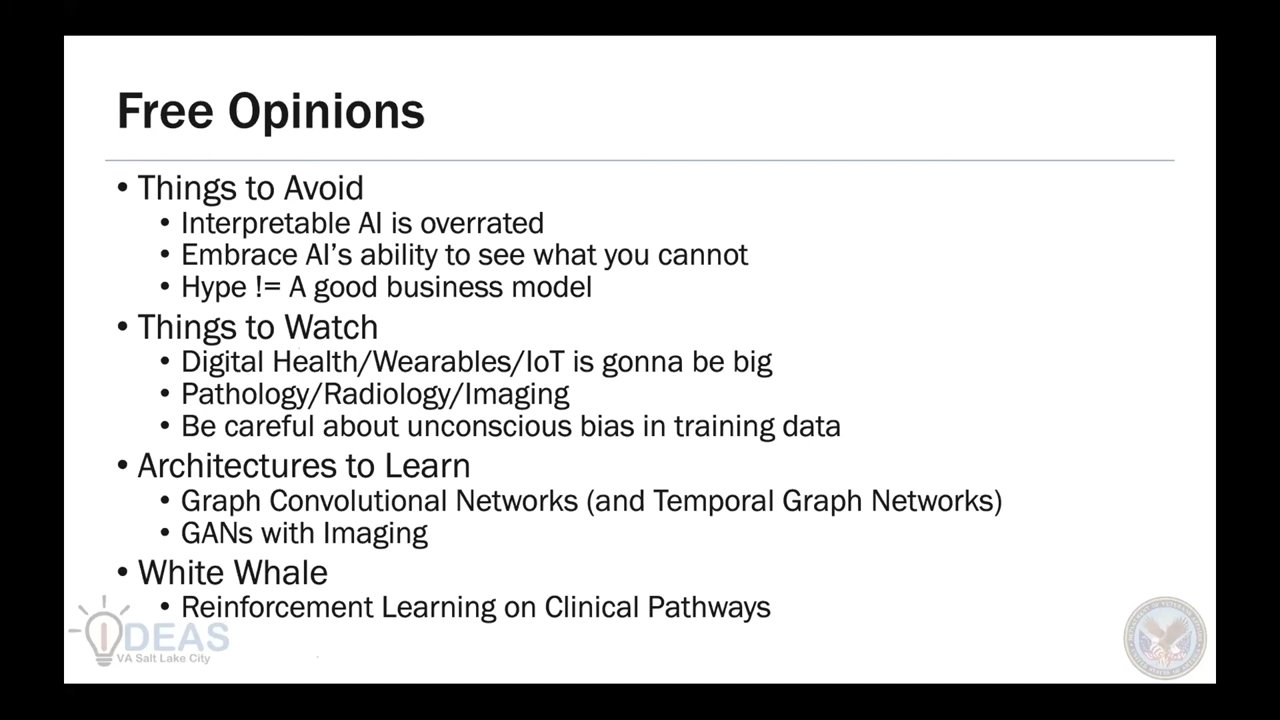 Free Opinions
• Things to Avoid
• Interpretable AI is overrated
• Embrace AI's ability to see what you cannot
• Hype != A good business model
• Things to Watch
• Digital Health/Wearables/IoT is gonna be big
• Pathology/Radiology/Imaging
• Be careful about unconscious bias in training data
• Architectures to Learn
• Graph Convolutional Networks (and Temporal Graph Networks)
• GANs with Imaging
• White Whale
• Reinforcement Learning on Clinical Pathways
IDEAS
VA Salt Lake City